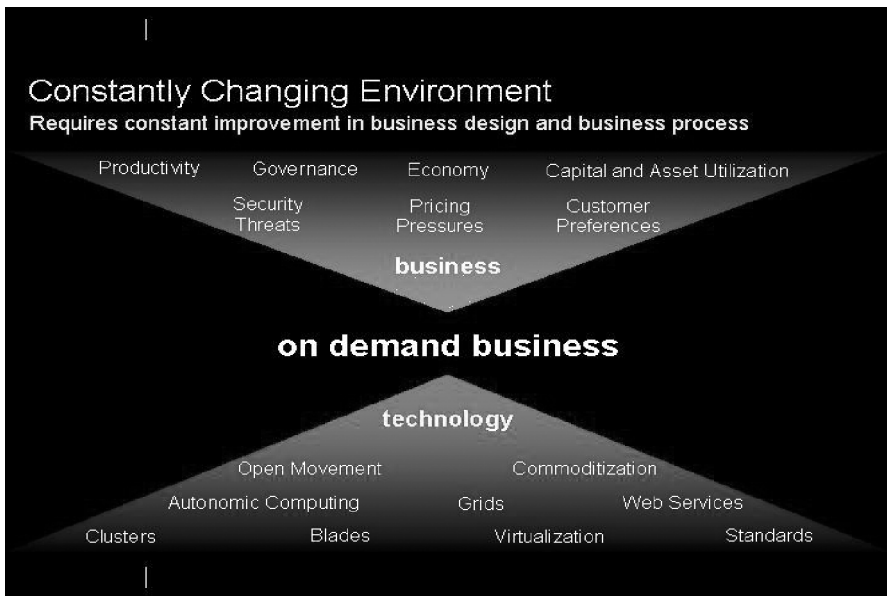 Constantly Changing Environment
Requires constant improvement in business design and business process
Productivity Governance Economy Capital and Asset Utilization
Security Threats Pricing Pressures Customer Preferences
business
on demand business
technology
Open Movement Commoditization
Autonomic Computing Grids Web Services
Clusters Blades Virtualization Standards